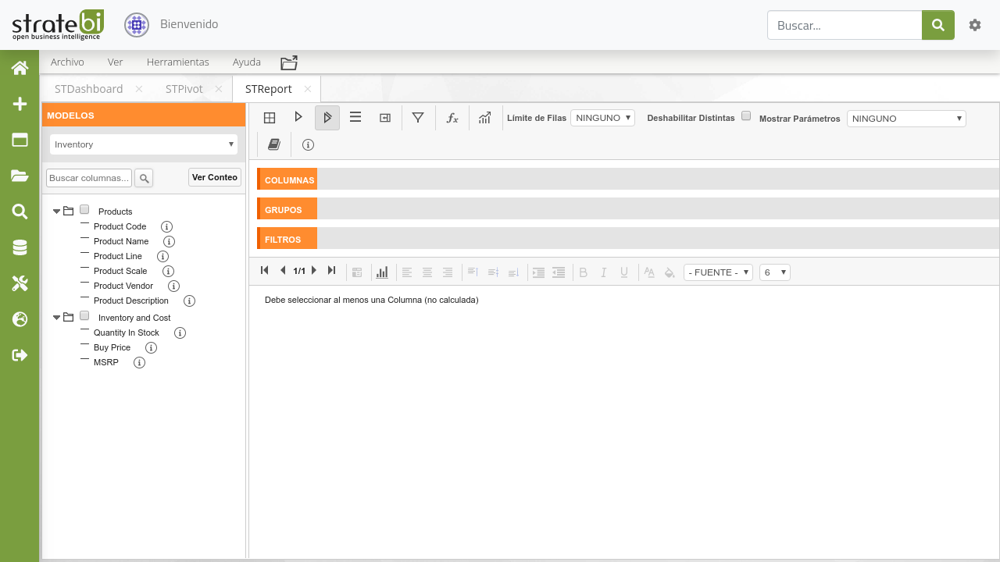 stratebi
open business intelligence
Bienvenido
Buscar...
Archivo Ver Herramientas Ayuda
STDashboard × STPivot × STReport ×
MODELOS
Inventory
Buscar columnas...
Ver Conteo
Products
Product Code
Product Name
Product Line
Product Scale
Product Vendor
Product Description
Inventory and Cost
Quantity In Stock
Buy Price
MSRP
Límite de Filas NINGUNO Deshabilitar Distintas Mostrar Parámetros NINGUNO
COLUMNAS
GRUPOS
FILTROS
1/1 B I U - FUENTE - 6
Debe seleccionar al menos una Columna (no calculada)